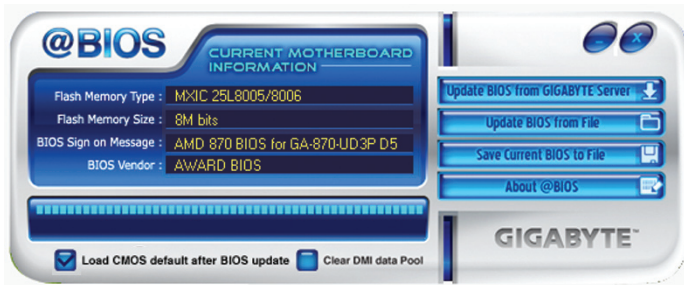 @BIOS
CURRENT MOTHERBOARD
INFORMATION
Flash Memory Type : MXIC 25L8005/8006
Flash Memory Size : 8M bits
BIOS Sign on Message : AMD 870 BIOS for GA-870-UD3P D5
BIOS Vendor : AWARD BIOS
Update BIOS from GIGABYTE Server
Update BIOS from File
Save Current BIOS to File
About @BIOS
GIGABYTE™
Load CMOS default after BIOS update Clear DMI data Pool